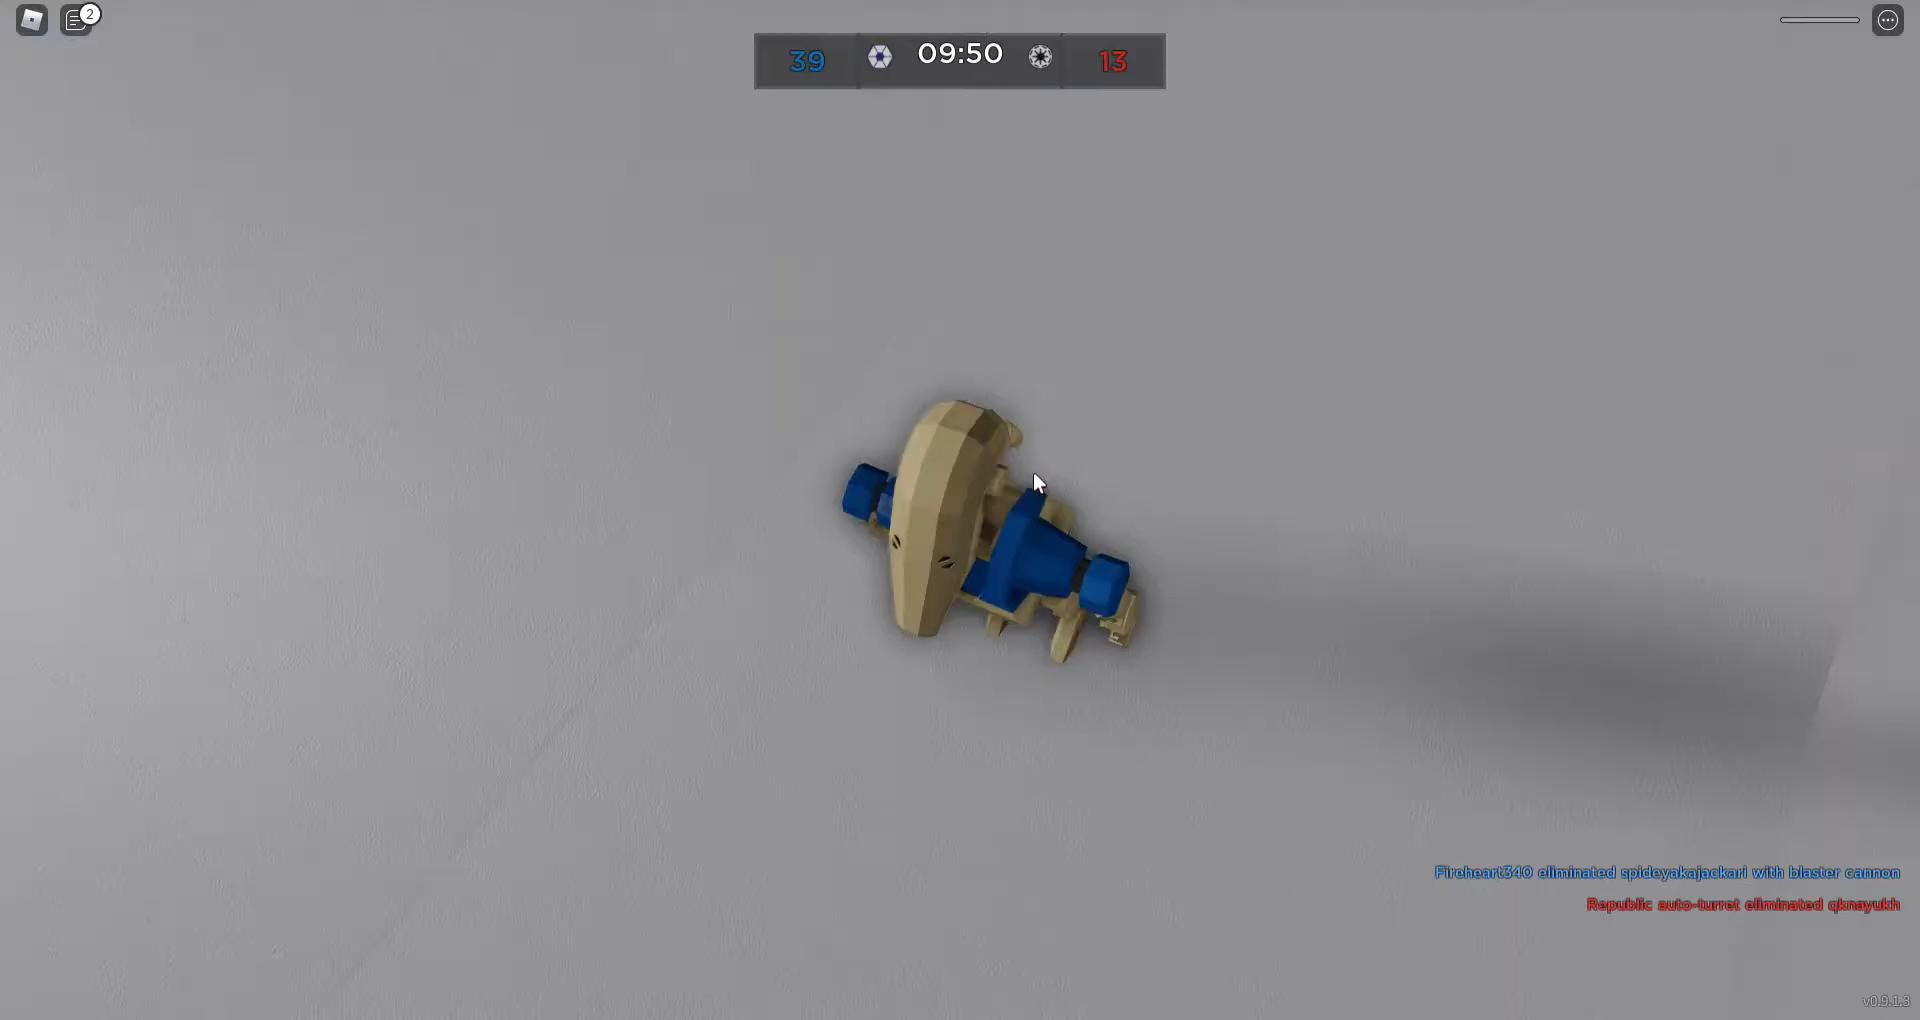 2
39 09:50 13
Fireheart340 eliminated spideyakajackari with blaster cannon
Republic auto-turret eliminated qknayukh
v0.9.1.3